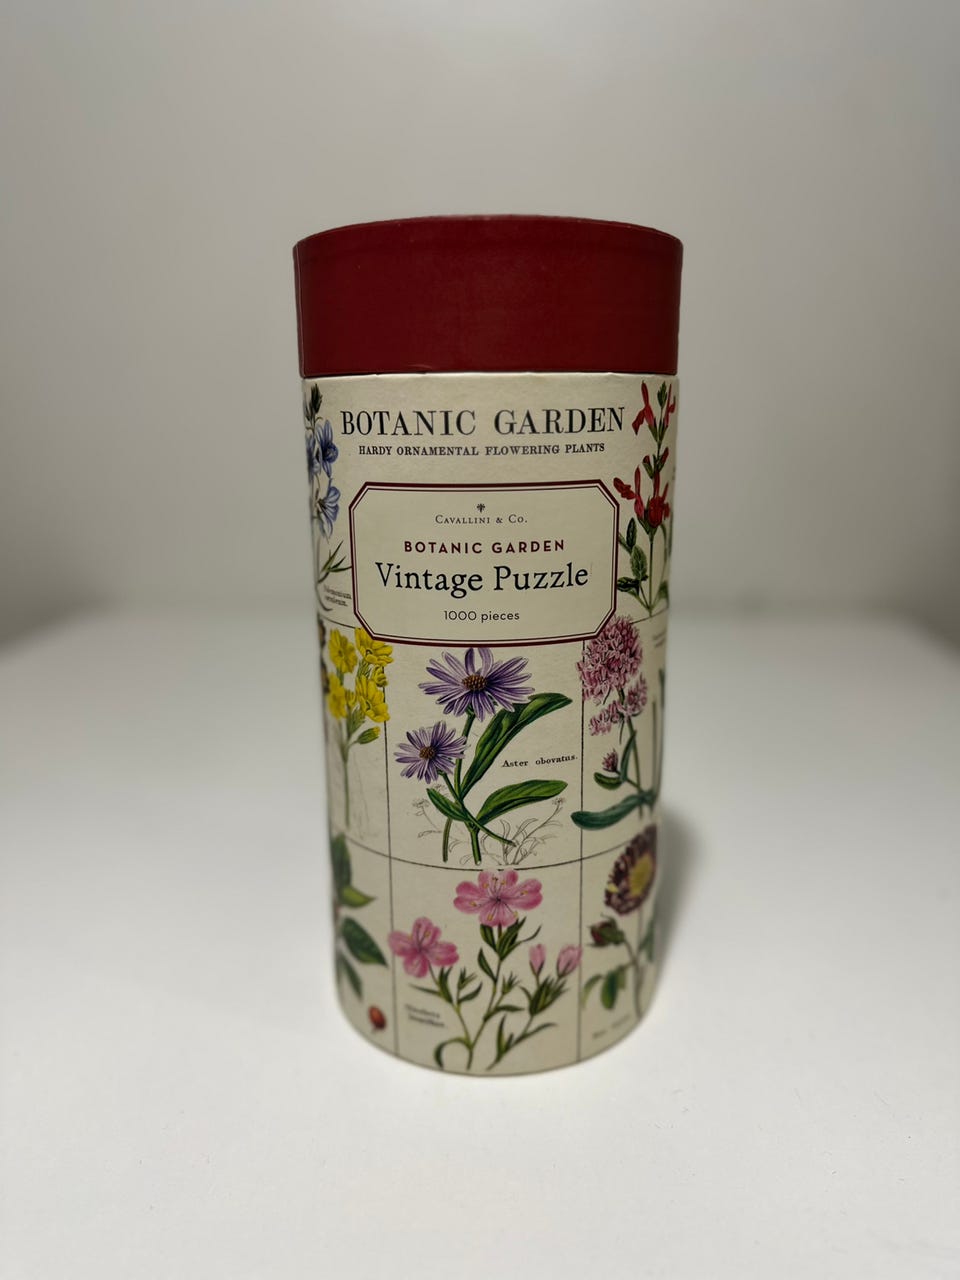 BOTANIC GARDEN
HARDY ORNAMENTAL FLOWERING PLANTS
CAVALLINI & CO.
BOTANIC GARDEN
Vintage Puzzle
1000 pieces
Aster obovatus.